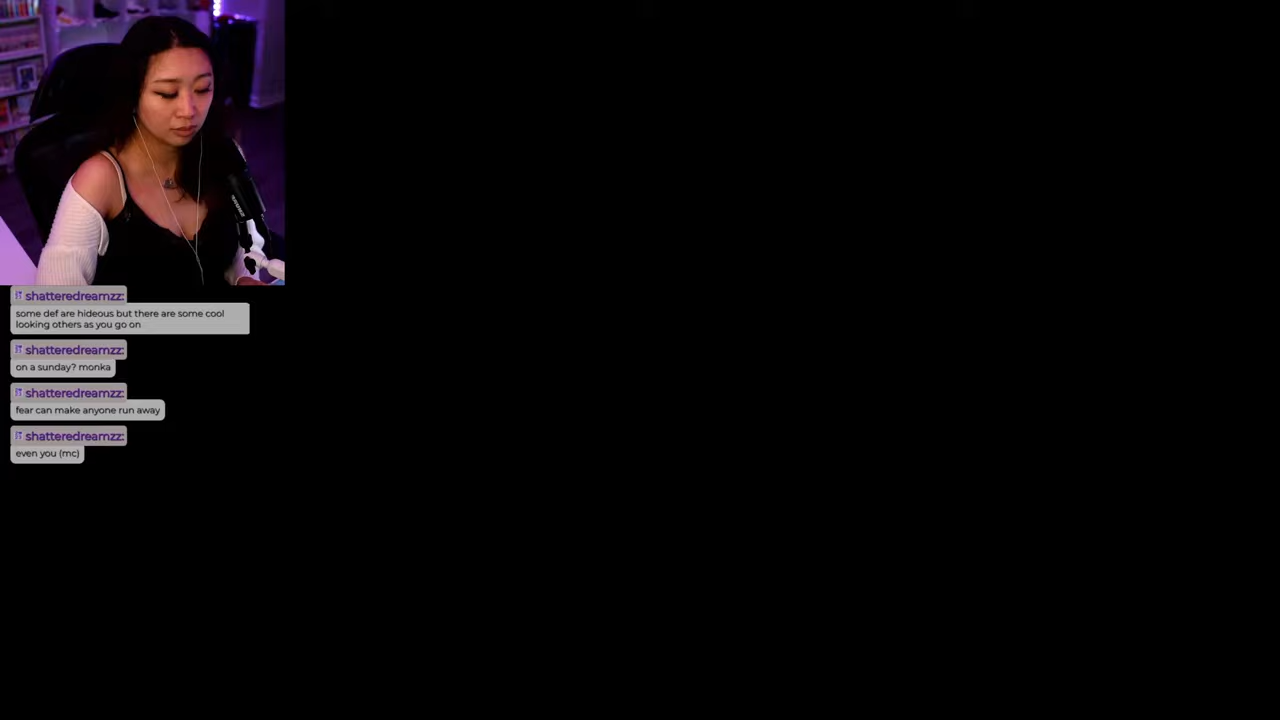 shatteredreamzz:
some def are hideous but there are some cool
looking others as you go on
shatteredreamzz:
on a sunday? monka
shatteredreamzz:
fear can make anyone run away
shatteredreamzz:
even you (mc)